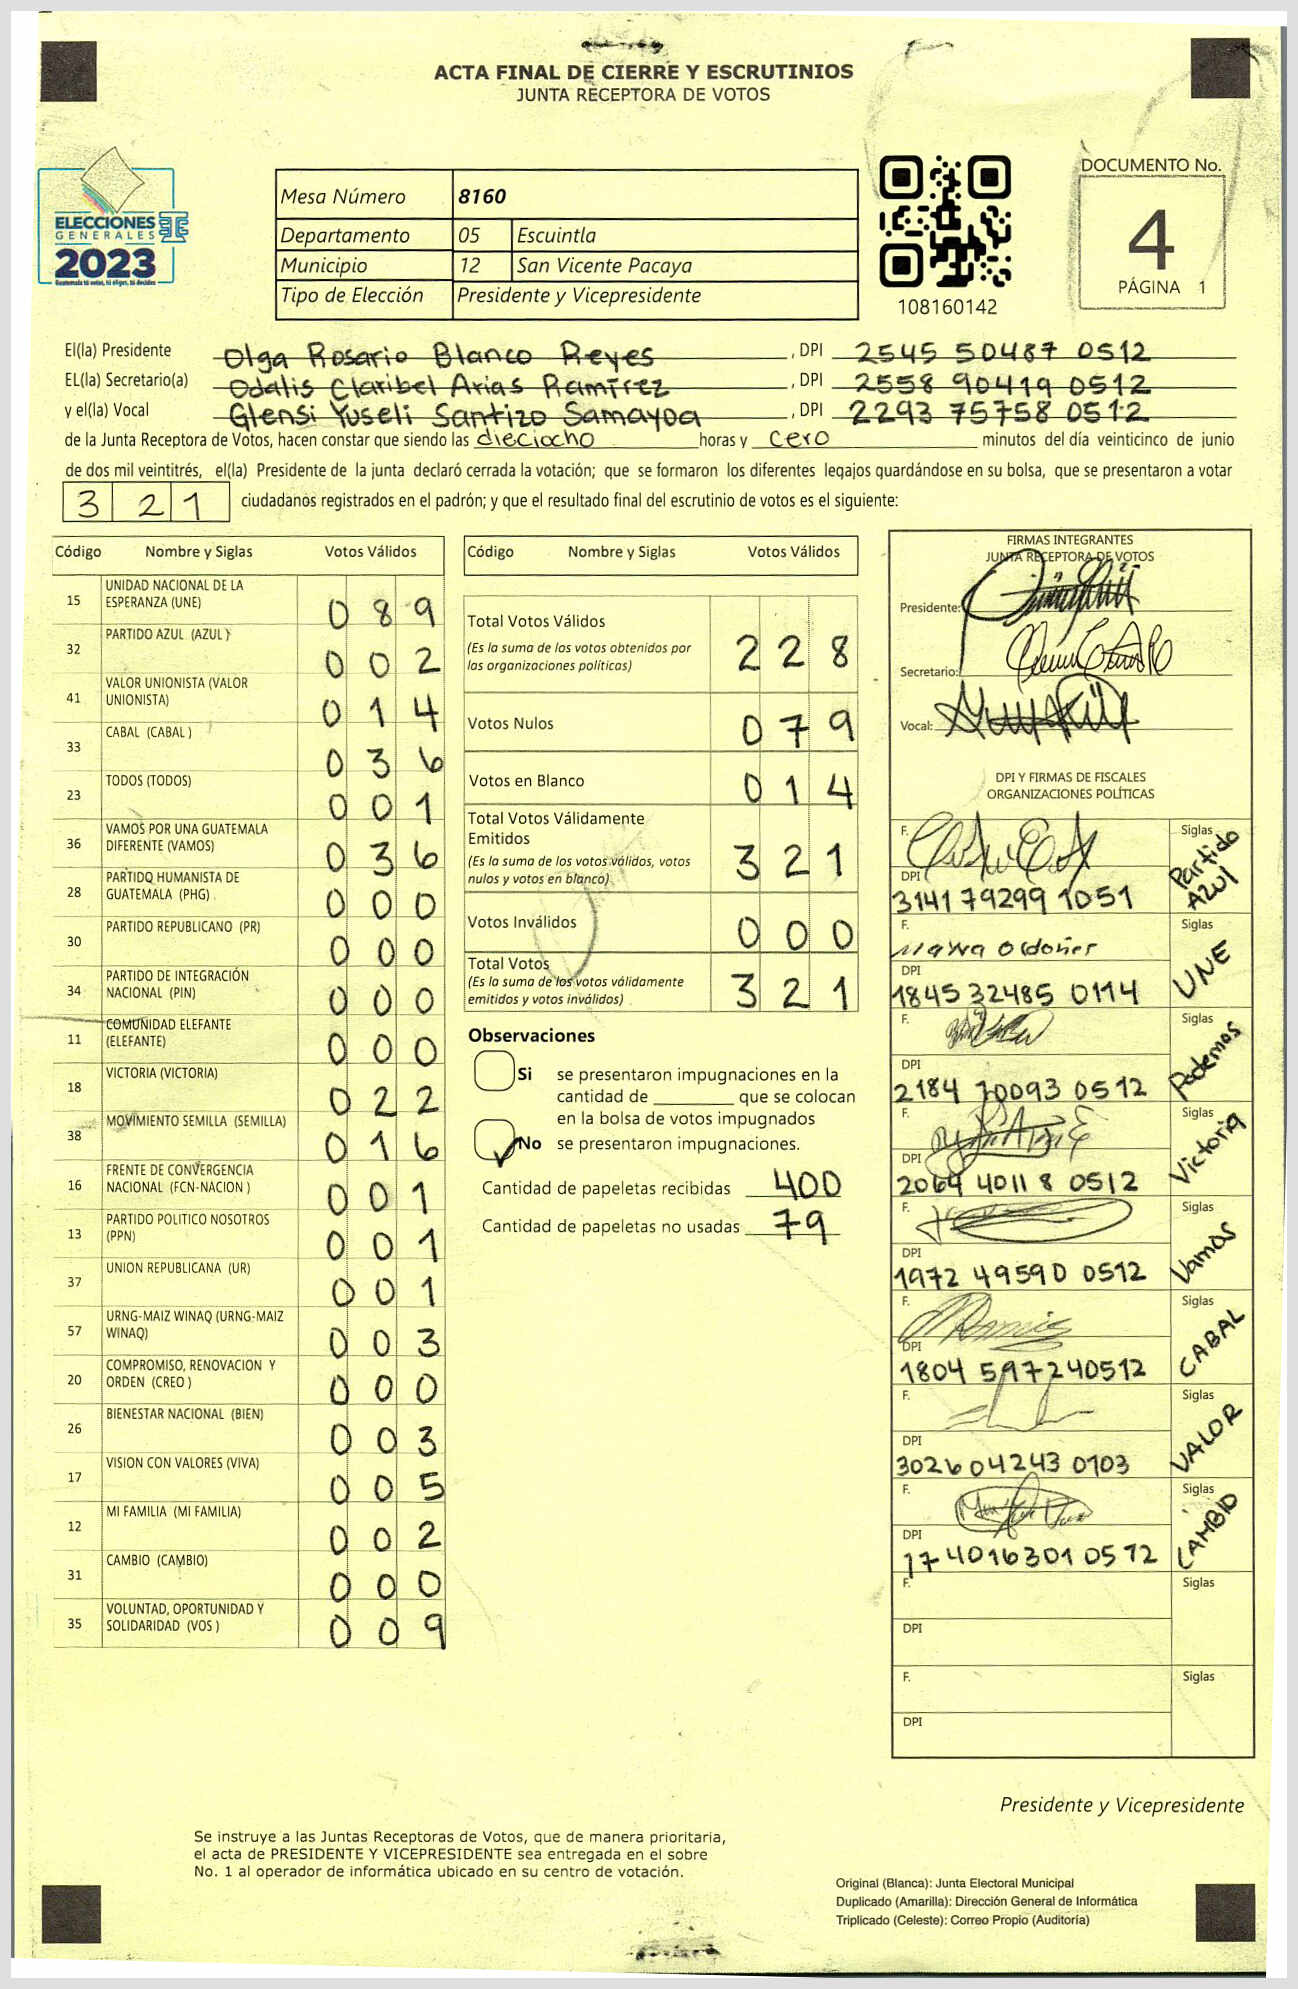 ACTA FINAL DE CIERRE Y ESCRUTINIOS
JUNTA RECEPTORA DE VOTOS
ELECCIONES
GENERALES
2023
Guatemala tú votas, tú eliges, tú decides
Mesa Número 8160
Departamento 05 Escuintla
Municipio 12 San Vicente Pacaya
Tipo de Elección Presidente y Vicepresidente
108160142
DOCUMENTO No.
4
PÁGINA 1
El(la) Presidente Olga Rosario Blanco Reyes , DPI 2545 50487 0512
EL(la) Secretario(a) Odalis Claribel Arias Ramírez , DPI 2558 90419 0512
y el(la) Vocal Glensi Yuseli Santizo Samayoa , DPI 2293 75758 0512
de la Junta Receptora de Votos, hacen constar que siendo las dieciocho horas y cero minutos del día veinticinco de junio
de dos mil veintitrés, el(la) Presidente de la junta declaró cerrada la votación; que se formaron los diferentes legajos guardándose en su bolsa, que se presentaron a votar
3 2 1 ciudadanos registrados en el padrón; y que el resultado final del escrutinio de votos es el siguiente:
Código Nombre y Siglas Votos Válidos
15 UNIDAD NACIONAL DE LA ESPERANZA (UNE) 0 8 9
32 PARTIDO AZUL (AZUL ) 0 0 2
41 VALOR UNIONISTA (VALOR UNIONISTA) 0 1 4
33 CABAL (CABAL ) 0 3 6
23 TODOS (TODOS) 0 0 1
36 VAMOS POR UNA GUATEMALA DIFERENTE (VAMOS) 0 3 6
28 PARTIDO HUMANISTA DE GUATEMALA (PHG) 0 0 0
30 PARTIDO REPUBLICANO (PR) 0 0 0
34 PARTIDO DE INTEGRACIÓN NACIONAL (PIN) 0 0 0
11 COMUNIDAD ELEFANTE (ELEFANTE) 0 0 0
18 VICTORIA (VICTORIA) 0 2 2
38 MOVIMIENTO SEMILLA (SEMILLA) 0 1 6
16 FRENTE DE CONVERGENCIA NACIONAL (FCN-NACION ) 0 0 1
13 PARTIDO POLITICO NOSOTROS (PPN) 0 0 1
37 UNION REPUBLICANA (UR) 0 0 1
57 URNG-MAIZ WINAQ (URNG-MAIZ WINAQ) 0 0 3
20 COMPROMISO, RENOVACION Y ORDEN (CREO ) 0 0 0
26 BIENESTAR NACIONAL (BIEN) 0 0 3
17 VISION CON VALORES (VIVA) 0 0 5
12 MI FAMILIA (MI FAMILIA) 0 0 2
31 CAMBIO (CAMBIO) 0 0 0
35 VOLUNTAD, OPORTUNIDAD Y SOLIDARIDAD (VOS ) 0 0 9
Código Nombre y Siglas Votos Válidos
Total Votos Válidos 2 2 8
(Es la suma de los votos obtenidos por
las organizaciones políticas)
Votos Nulos 0 7 9
Votos en Blanco 0 1 4
Total Votos Válidamente
Emitidos 3 2 1
(Es la suma de los votos válidos, votos
nulos y votos en blanco)
Votos Inválidos 0 0 0
Total Votos 3 2 1
(Es la suma de los votos válidamente
emitidos y votos inválidos)
Observaciones
Si se presentaron impugnaciones en la
cantidad de ________ que se colocan
en la bolsa de votos impugnados
No se presentaron impugnaciones.
Cantidad de papeletas recibidas 400
Cantidad de papeletas no usadas 79
FIRMAS INTEGRANTES
JUNTA RECEPTORA DE VOTOS
Presidente:
Secretario:
Vocal:
DPI Y FIRMAS DE FISCALES
ORGANIZACIONES POLÍTICAS
F. Siglas Partido Azul
DPI 3141 79299 1051
F. Siglas UNE
DPI 1845 32485 0114
F. Siglas Podemos
DPI 2184 70093 0512
F. Siglas Victoria
DPI 2064 40118 0512
F. Siglas Vamos
DPI 1972 49590 0512
F. Siglas CABAL
DPI 1804 597240512
F. Siglas VALOR
DPI 3026 04243 0103
F. Siglas CAMBIO
DPI 17 4016301 0512
F. Siglas
DPI
F. Siglas
DPI
Presidente y Vicepresidente
Se instruye a las Juntas Receptoras de Votos, que de manera prioritaria,
el acta de PRESIDENTE Y VICEPRESIDENTE sea entregada en el sobre
No. 1 al operador de informática ubicado en su centro de votación.
Original (Blanca): Junta Electoral Municipal
Duplicado (Amarilla): Dirección General de Informática
Triplicado (Celeste): Correo Propio (Auditoría)